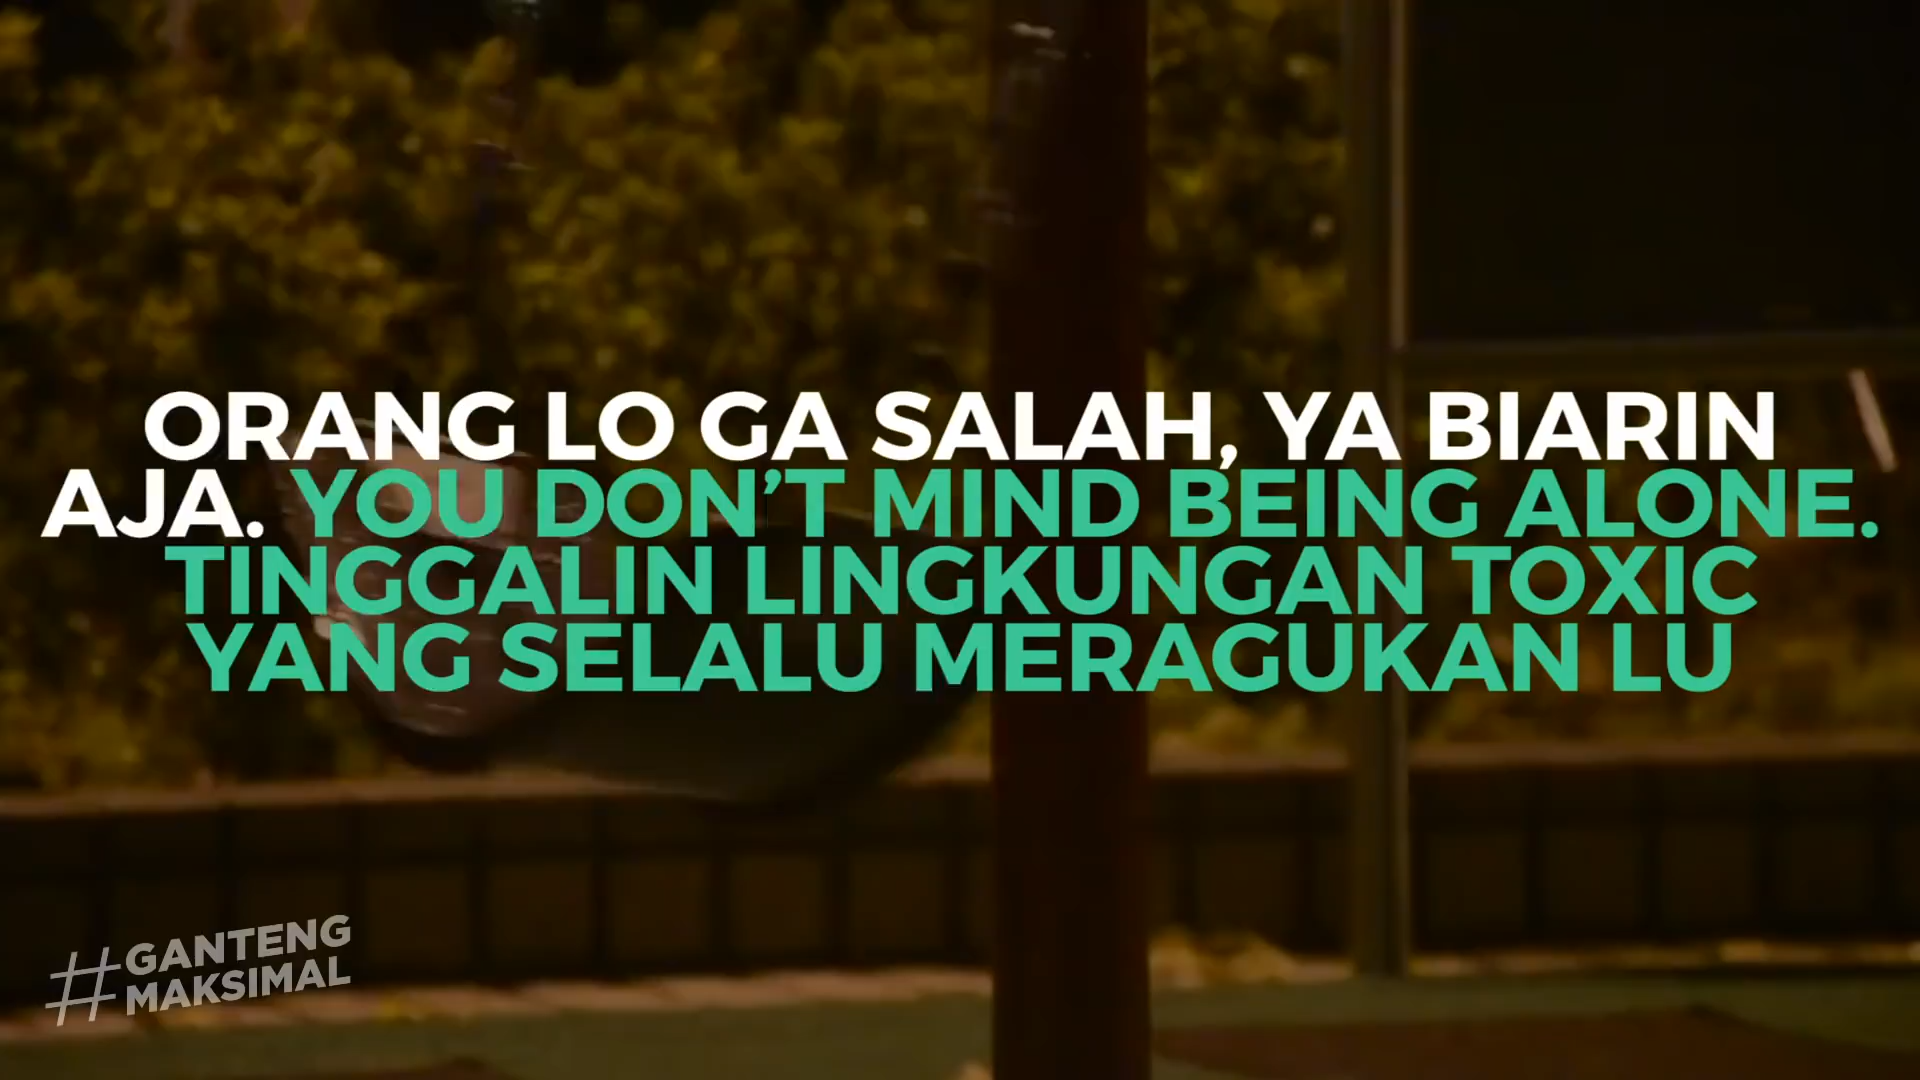 ORANG LO GA SALAH, YA BIARIN
AJA. YOU DON’T MIND BEING ALONE.
TINGGALIN LINGKUNGAN TOXIC
YANG SELALU MERAGUKAN LU
#GANTENG
MAKSIMAL